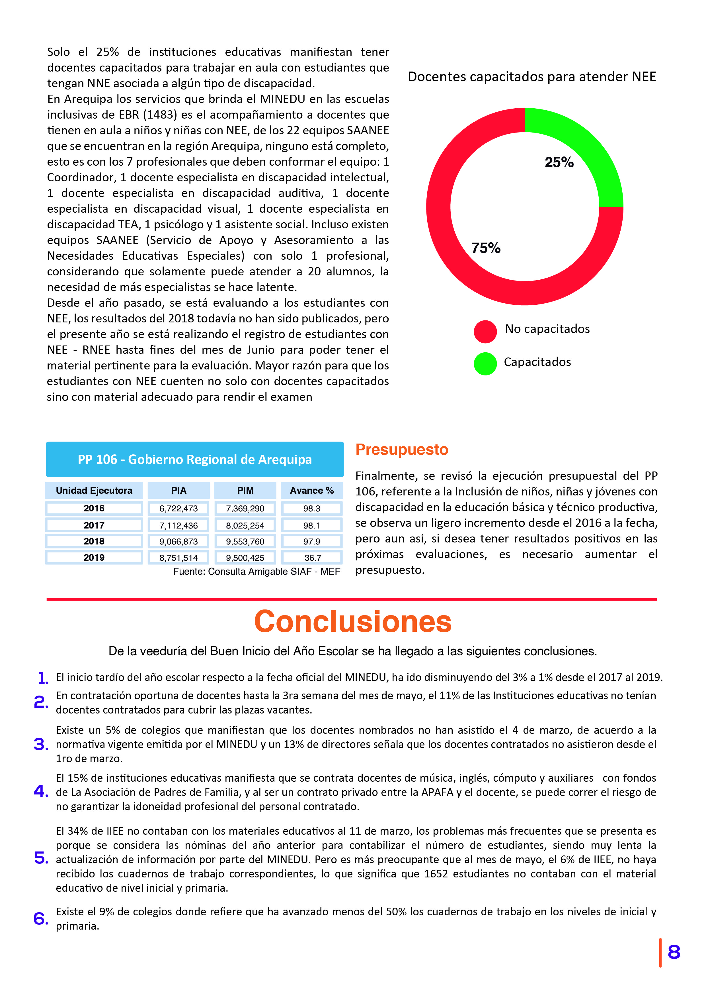 Solo el 25% de instituciones educativas manifiestan tener
docentes capacitados para trabajar en aula con estudiantes que
tengan NNE asociada a algún tipo de discapacidad.
En Arequipa los servicios que brinda el MINEDU en las escuelas
inclusivas de EBR (1483) es el acompañamiento a docentes que
tienen en aula a niños y niñas con NEE, de los 22 equipos SAANEE
que se encuentran en la región Arequipa, ninguno está completo,
esto es con los 7 profesionales que deben conformar el equipo: 1
Coordinador, 1 docente especialista en discapacidad intelectual,
1 docente especialista en discapacidad auditiva, 1 docente
especialista en discapacidad visual, 1 docente especialista en
discapacidad TEA, 1 psicólogo y 1 asistente social. Incluso existen
equipos SAANEE (Servicio de Apoyo y Asesoramiento a las
Necesidades Educativas Especiales) con solo 1 profesional,
considerando que solamente puede atender a 20 alumnos, la
necesidad de más especialistas se hace latente.
Desde el año pasado, se está evaluando a los estudiantes con
NEE, los resultados del 2018 todavía no han sido publicados, pero
el presente año se está realizando el registro de estudiantes con
NEE - RNEE hasta fines del mes de Junio para poder tener el
material pertinente para la evaluación. Mayor razón para que los
estudiantes con NEE cuenten no solo con docentes capacitados
sino con material adecuado para rendir el examen
Docentes capacitados para atender NEE
25%
75%
No capacitados
Capacitados
PP 106 - Gobierno Regional de Arequipa
Unidad Ejecutora PIA PIM Avance %
2016 6,722,473 7,369,290 98.3
2017 7,112,436 8,025,254 98.1
2018 9,066,873 9,553,760 97.9
2019 8,751,514 9,500,425 36.7
Fuente: Consulta Amigable SIAF - MEF
Presupuesto
Finalmente, se revisó la ejecución presupuestal del PP
106, referente a la Inclusión de niños, niñas y jóvenes con
discapacidad en la educación básica y técnico productiva,
se observa un ligero incremento desde el 2016 a la fecha,
pero aun así, si desea tener resultados positivos en las
próximas evaluaciones, es necesario aumentar el
presupuesto.
Conclusiones
De la veeduría del Buen Inicio del Año Escolar se ha llegado a las siguientes conclusiones.
1. El inicio tardío del año escolar respecto a la fecha oficial del MINEDU, ha ido disminuyendo del 3% a 1% desde el 2017 al 2019.
2. En contratación oportuna de docentes hasta la 3ra semana del mes de mayo, el 11% de las Instituciones educativas no tenían
docentes contratados para cubrir las plazas vacantes.
3. Existe un 5% de colegios que manifiestan que los docentes nombrados no han asistido el 4 de marzo, de acuerdo a la
normativa vigente emitida por el MINEDU y un 13% de directores señala que los docentes contratados no asistieron desde el
1ro de marzo.
4. El 15% de instituciones educativas manifiesta que se contrata docentes de música, inglés, cómputo y auxiliares con fondos
de La Asociación de Padres de Familia, y al ser un contrato privado entre la APAFA y el docente, se puede correr el riesgo de
no garantizar la idoneidad profesional del personal contratado.
5. El 34% de IIEE no contaban con los materiales educativos al 11 de marzo, los problemas más frecuentes que se presenta es
porque se considera las nóminas del año anterior para contabilizar el número de estudiantes, siendo muy lenta la
actualización de información por parte del MINEDU. Pero es más preocupante que al mes de mayo, el 6% de IIEE, no haya
recibido los cuadernos de trabajo correspondientes, lo que significa que 1652 estudiantes no contaban con el material
educativo de nivel inicial y primaria.
6. Existe el 9% de colegios donde refiere que ha avanzado menos del 50% los cuadernos de trabajo en los niveles de inicial y
primaria.
8